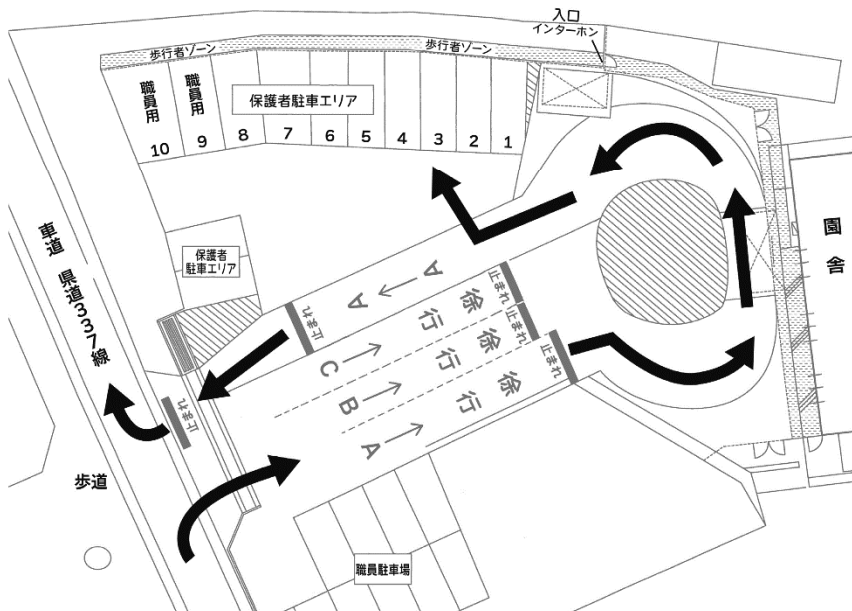 入口
インターホン
歩行者ゾーン
歩行者ゾーン
職員用
職員用
保護者駐車エリア
10
9
8
7
6
5
4
3
2
1
園舎
車道 県道337線
保護者
駐車エリア
止まれ
A
A
止まれ
徐行
止まれ
徐行
止まれ
徐行
C
B
A
止まれ
歩道
職員駐車場